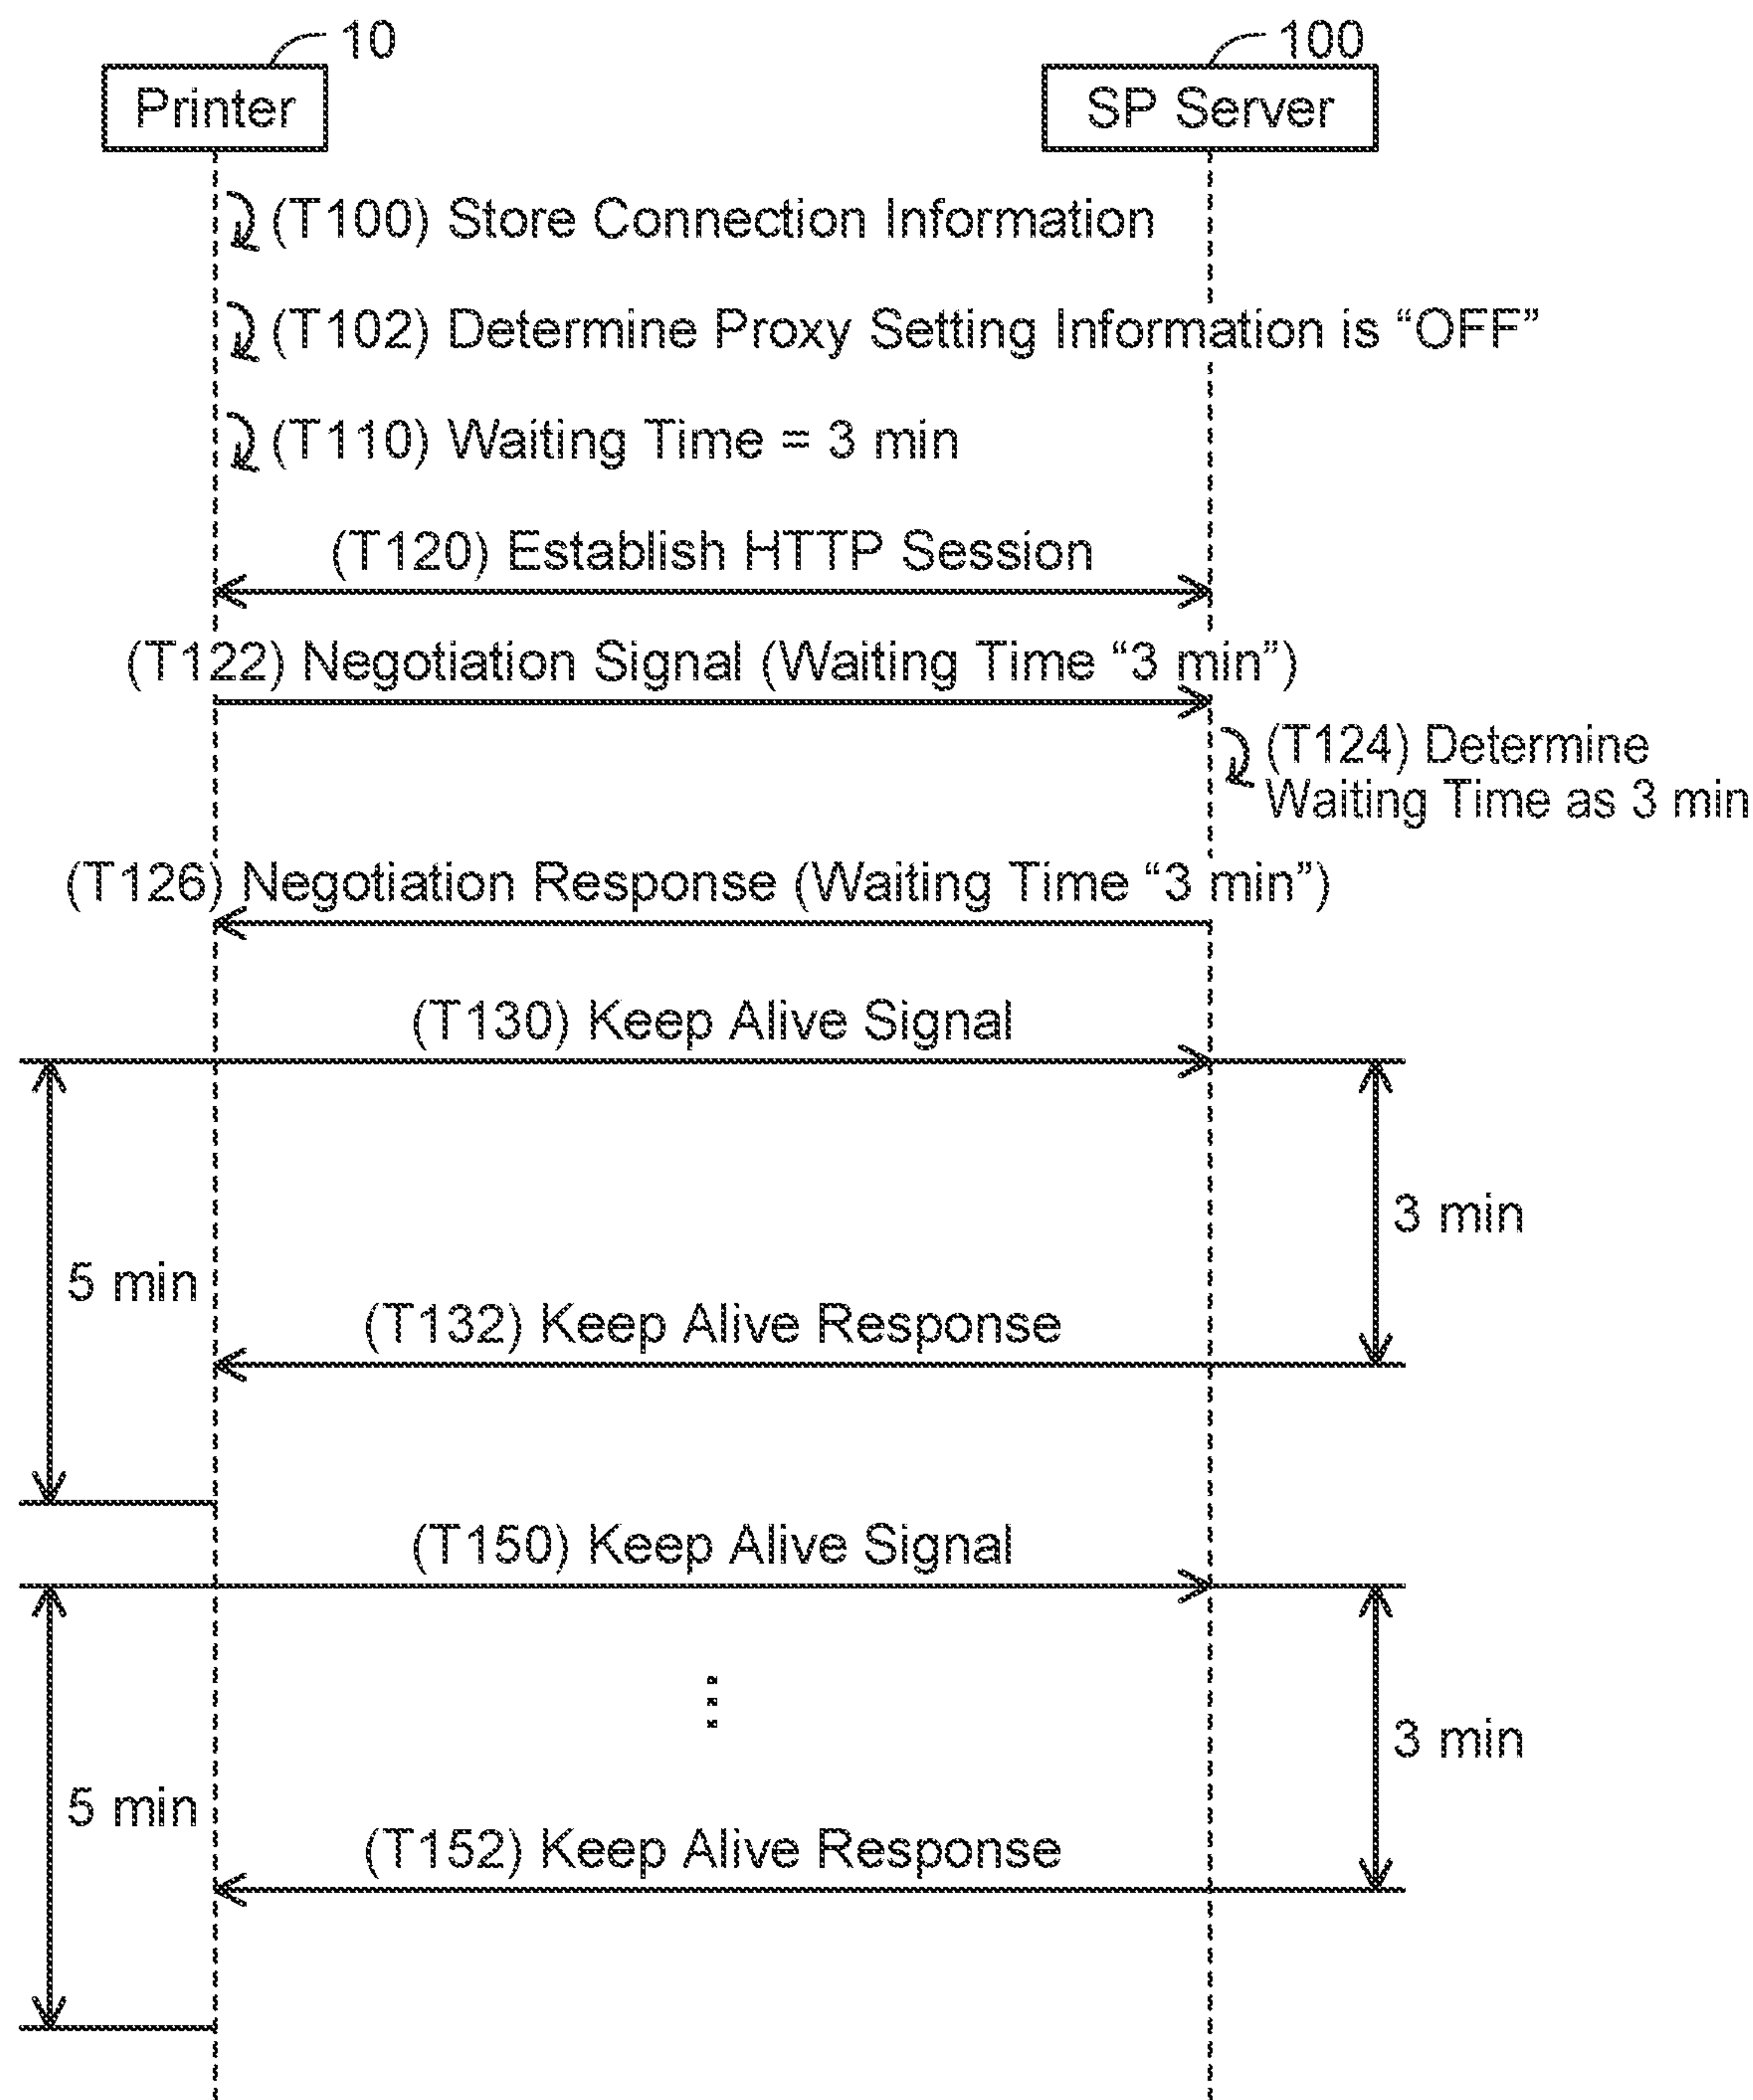 10
100
Printer
SP Server
(T100) Store Connection Information
(T102) Determine Proxy Setting Information is “OFF”
(T110) Waiting Time = 3 min
(T120) Establish HTTP Session
(T122) Negotiation Signal (Waiting Time “3 min”)
(T124) Determine
Waiting Time as 3 min
(T126) Negotiation Response (Waiting Time “3 min”)
(T130) Keep Alive Signal
3 min
5 min
(T132) Keep Alive Response
(T150) Keep Alive Signal
3 min
5 min
(T152) Keep Alive Response